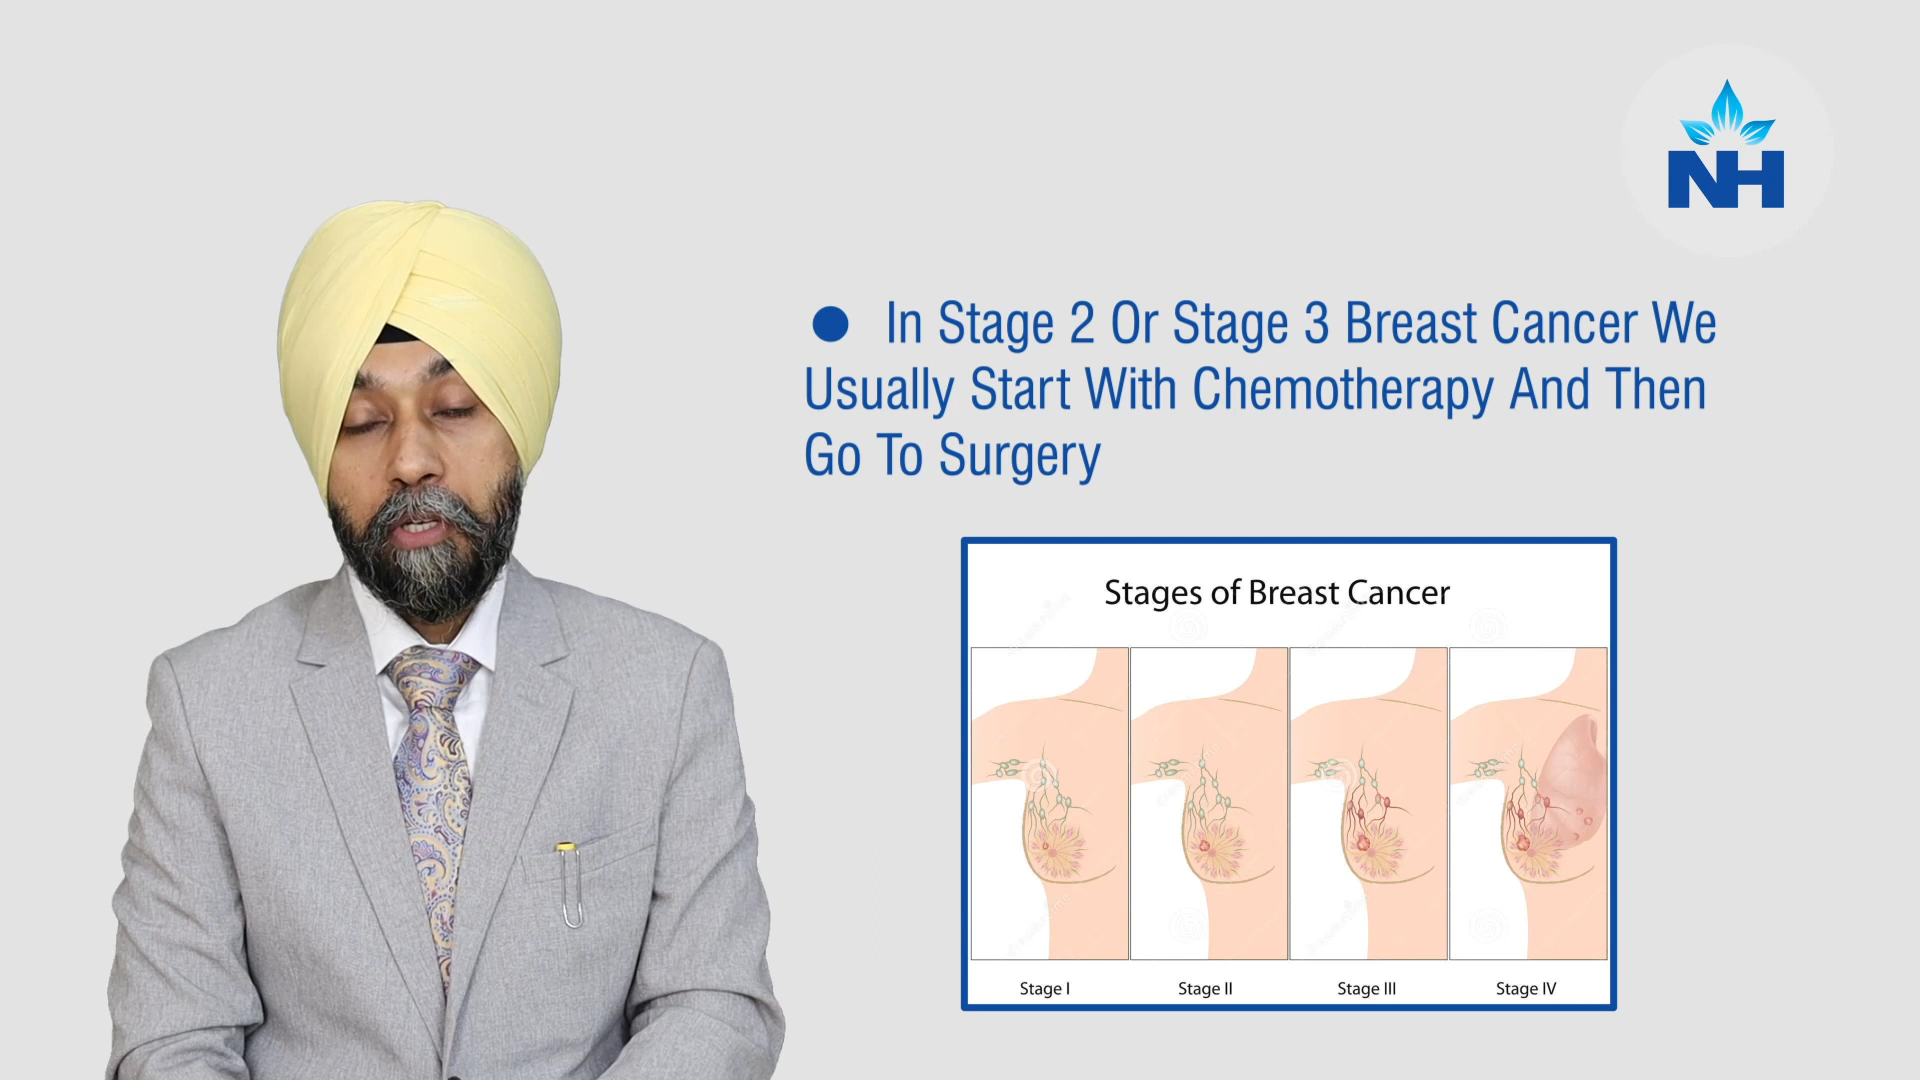 NH
● In Stage 2 Or Stage 3 Breast Cancer We
Usually Start With Chemotherapy And Then
Go To Surgery
Stages of Breast Cancer
Stage I
Stage II
Stage III
Stage IV